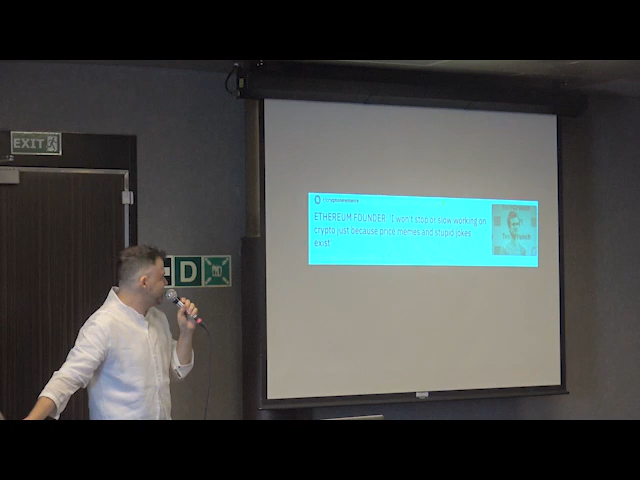 EXIT
D
ETHEREUM FOUNDER: 'I won't stop or slow working on
crypto just because price memes and stupid jokes
exist